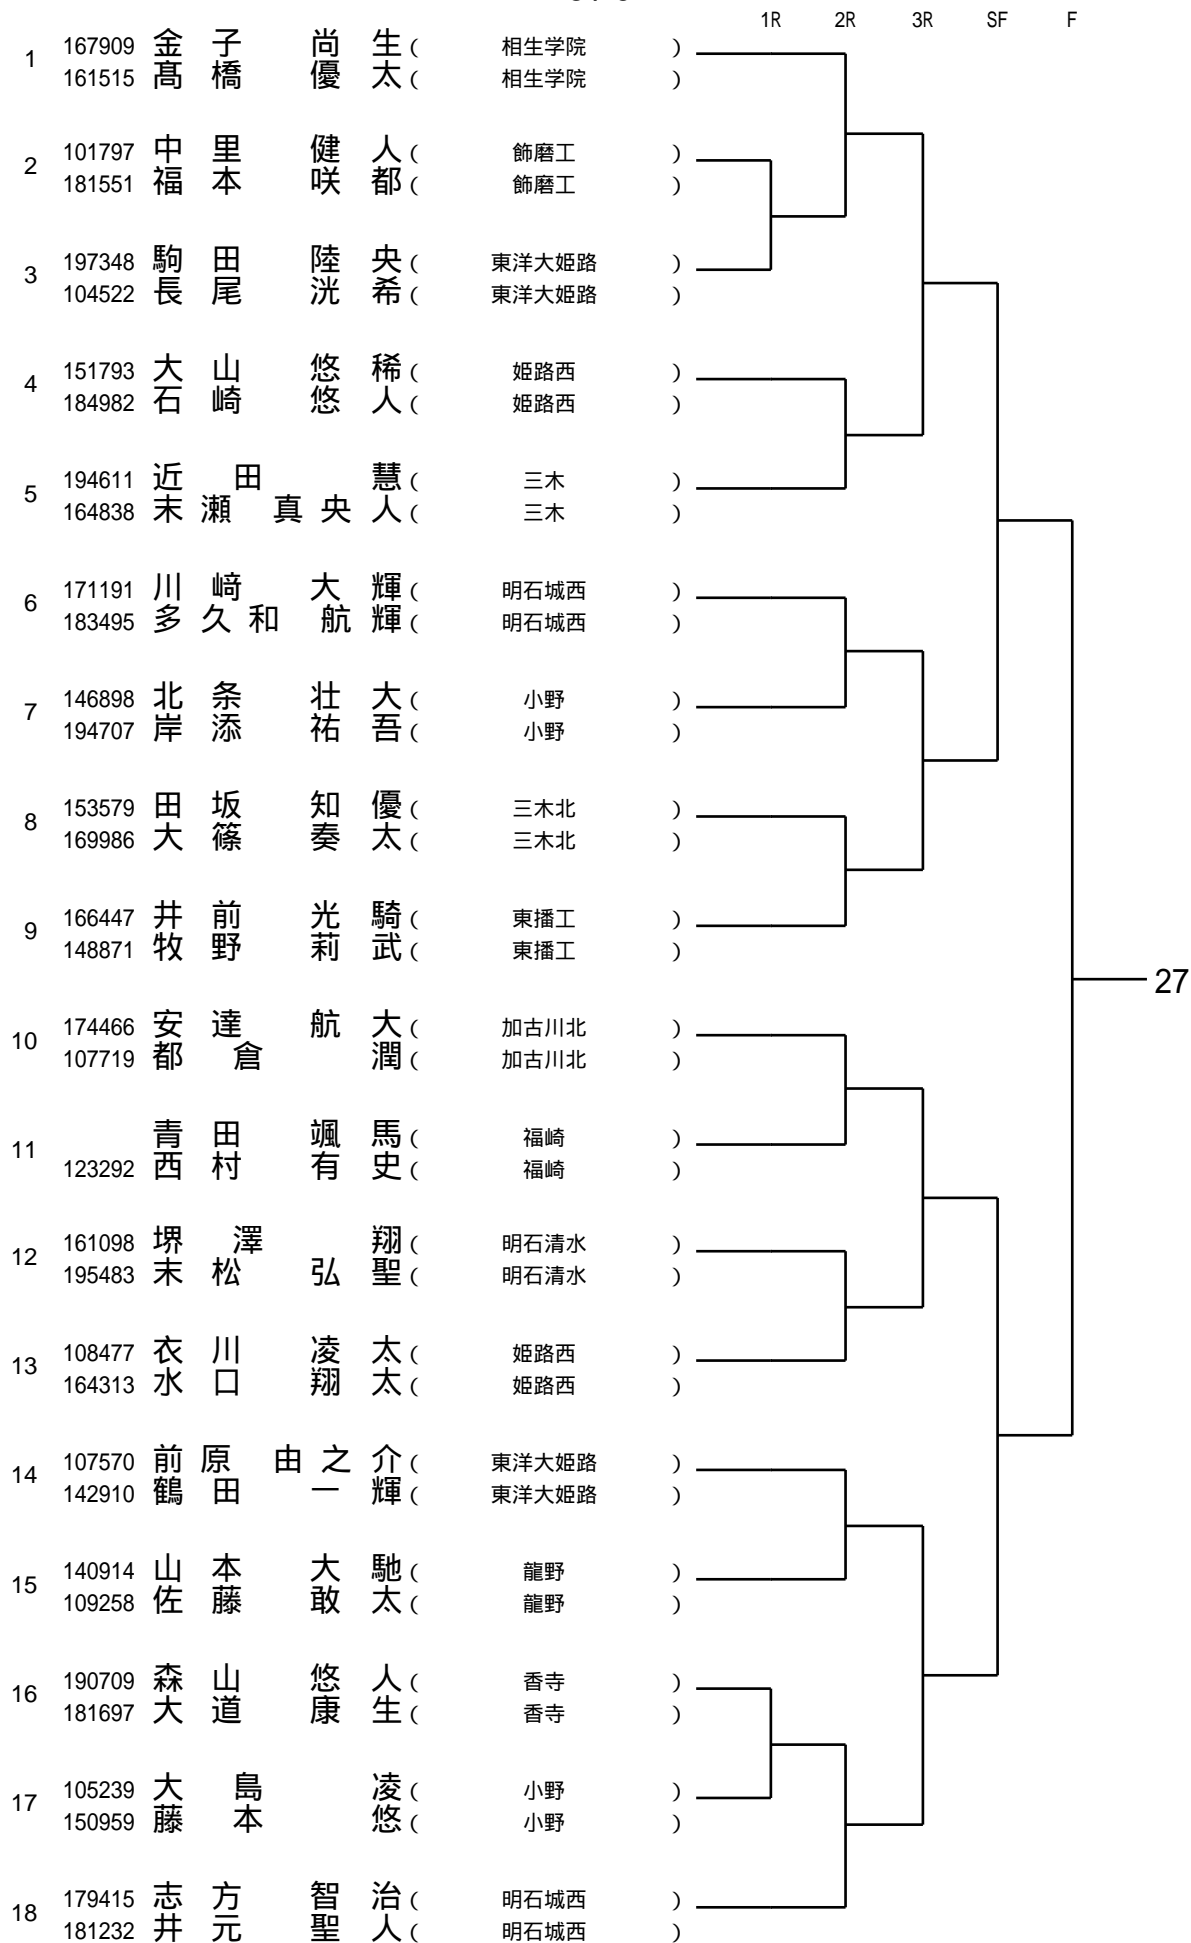 1R 2R 3R SF F
1 167909 金子 尚生 ( 相生学院 )
161515 髙橋 優太 ( 相生学院 )
2 101797 中里 健人 ( 飾磨工 )
181551 福本 咲都 ( 飾磨工 )
3 197348 駒田 陸央 ( 東洋大姫路 )
104522 長尾 洸希 ( 東洋大姫路 )
4 151793 大山 悠稀 ( 姫路西 )
184982 石崎 悠人 ( 姫路西 )
5 194611 近田 慧 ( 三木 )
164838 末瀬 真央人 ( 三木 )
6 171191 川﨑 大輝 ( 明石城西 )
183495 多久和 航輝 ( 明石城西 )
7 146898 北条 壮大 ( 小野 )
194707 岸添 祐吾 ( 小野 )
8 153579 田坂 知優 ( 三木北 )
169986 大篠 奏太 ( 三木北 )
9 166447 井前 光騎 ( 東播工 )
148871 牧野 莉武 ( 東播工 )
27
10 174466 安達 航大 ( 加古川北 )
107719 都倉 潤 ( 加古川北 )
11 青田 颯馬 ( 福崎 )
123292 西村 有史 ( 福崎 )
12 161098 堺澤 翔 ( 明石清水 )
195483 末松 弘聖 ( 明石清水 )
13 108477 衣川 凌太 ( 姫路西 )
164313 水口 翔太 ( 姫路西 )
14 107570 前原 由之介 ( 東洋大姫路 )
142910 鶴田 一輝 ( 東洋大姫路 )
15 140914 山本 大馳 ( 龍野 )
109258 佐藤 敢太 ( 龍野 )
16 190709 森山 悠人 ( 香寺 )
181697 大道 康生 ( 香寺 )
17 105239 大島 凌 ( 小野 )
150959 藤本 悠 ( 小野 )
18 179415 志方 智治 ( 明石城西 )
181232 井元 聖人 ( 明石城西 )